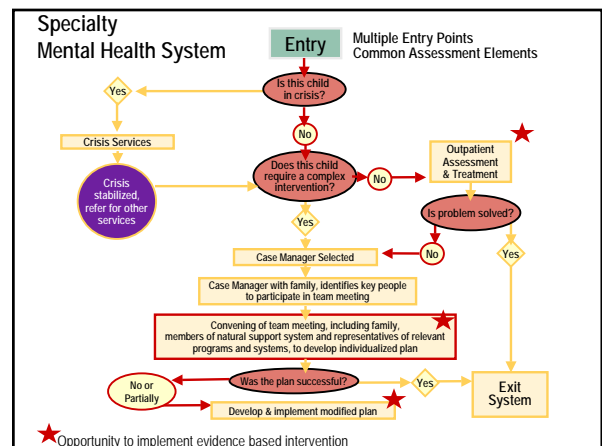 Specialty
Mental Health System
Entry
Multiple Entry Points
Common Assessment Elements
Is this child
in crisis?
Yes
No
Crisis Services
Does this child
require a complex
intervention?
No
Outpatient
Assessment
& Treatment
Crisis
stabilized,
refer for other
services
Yes
Is problem solved?
No
Yes
Case Manager Selected
Case Manager with family, identifies key people
to participate in team meeting
Convening of team meeting, including family,
members of natural support system and representatives of relevant
programs and systems, to develop individualized plan
Was the plan successful?
Yes
No or
Partially
Exit
System
Develop & implement modified plan
Opportunity to implement evidence based intervention